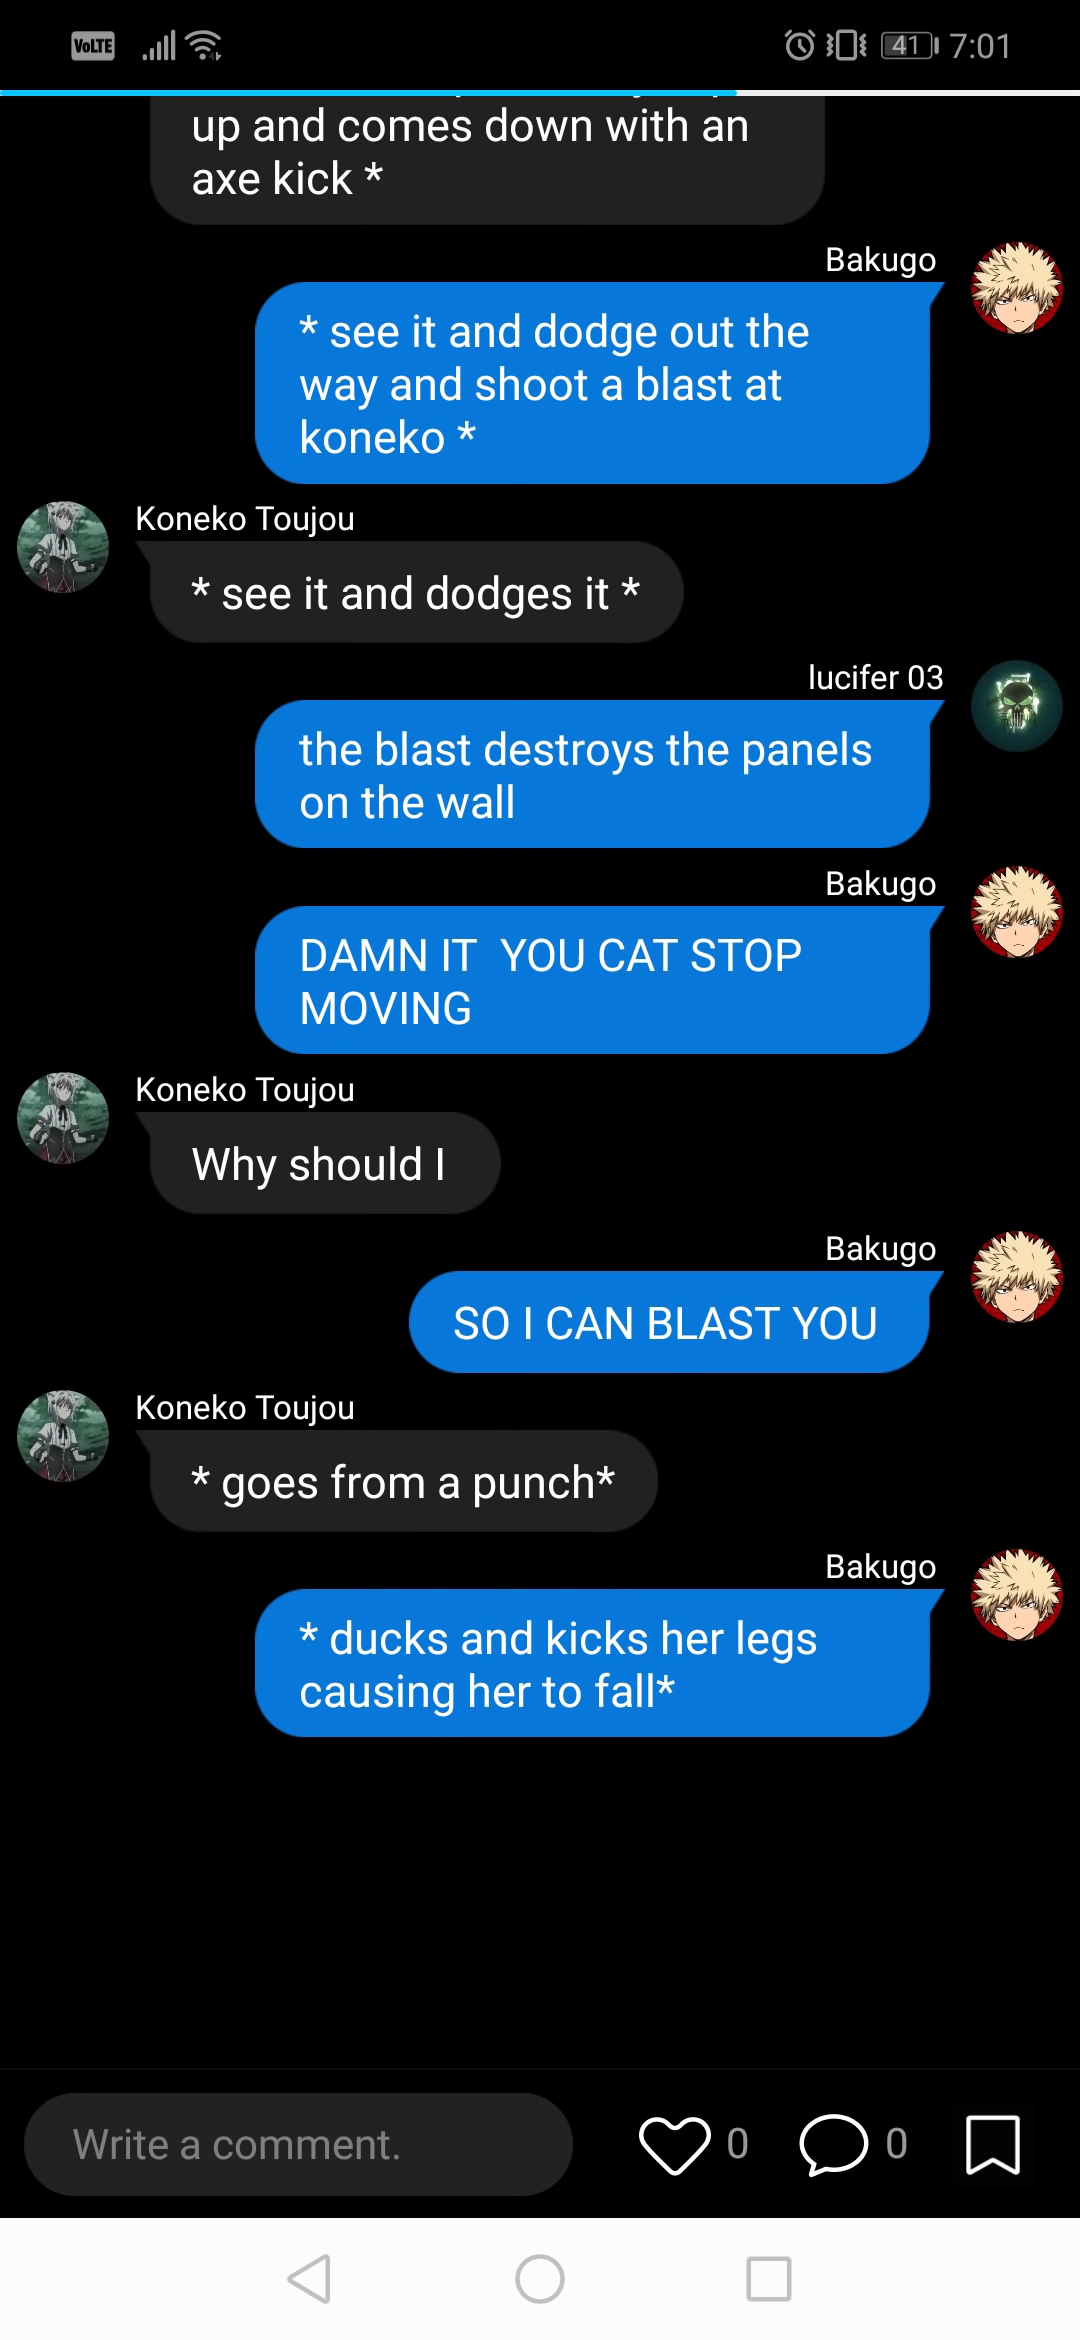 VoLTE 41 7:01
up and comes down with an
axe kick *
Bakugo
* see it and dodge out the
way and shoot a blast at
koneko *
Koneko Toujou
* see it and dodges it *
lucifer 03
the blast destroys the panels
on the wall
Bakugo
DAMN IT  YOU CAT STOP
MOVING
Koneko Toujou
Why should I
Bakugo
SO I CAN BLAST YOU
Koneko Toujou
* goes from a punch*
Bakugo
* ducks and kicks her legs
causing her to fall*
Write a comment. 0 0